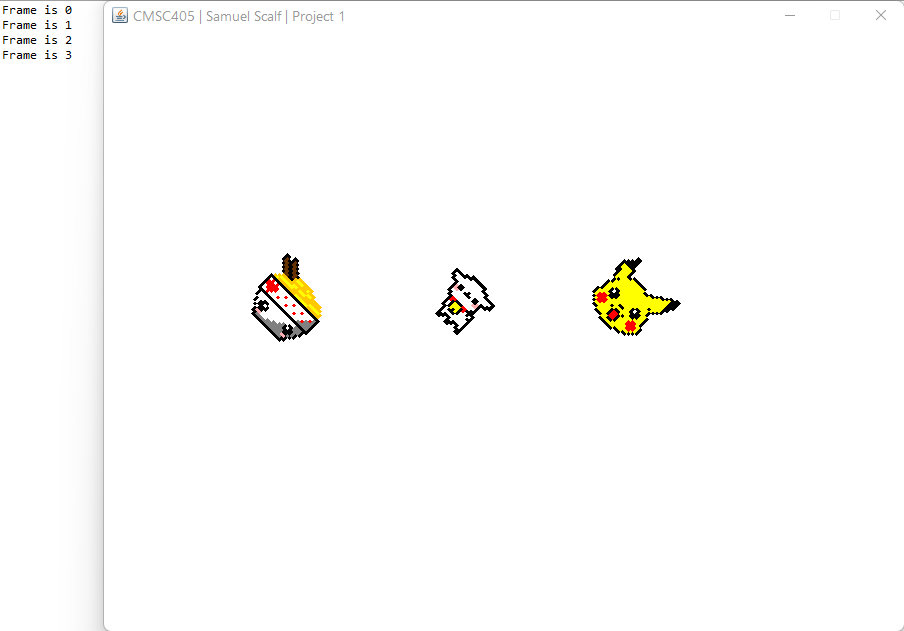 Frame is 0
Frame is 1
Frame is 2
Frame is 3
CMSC405 | Samuel Scalf | Project 1